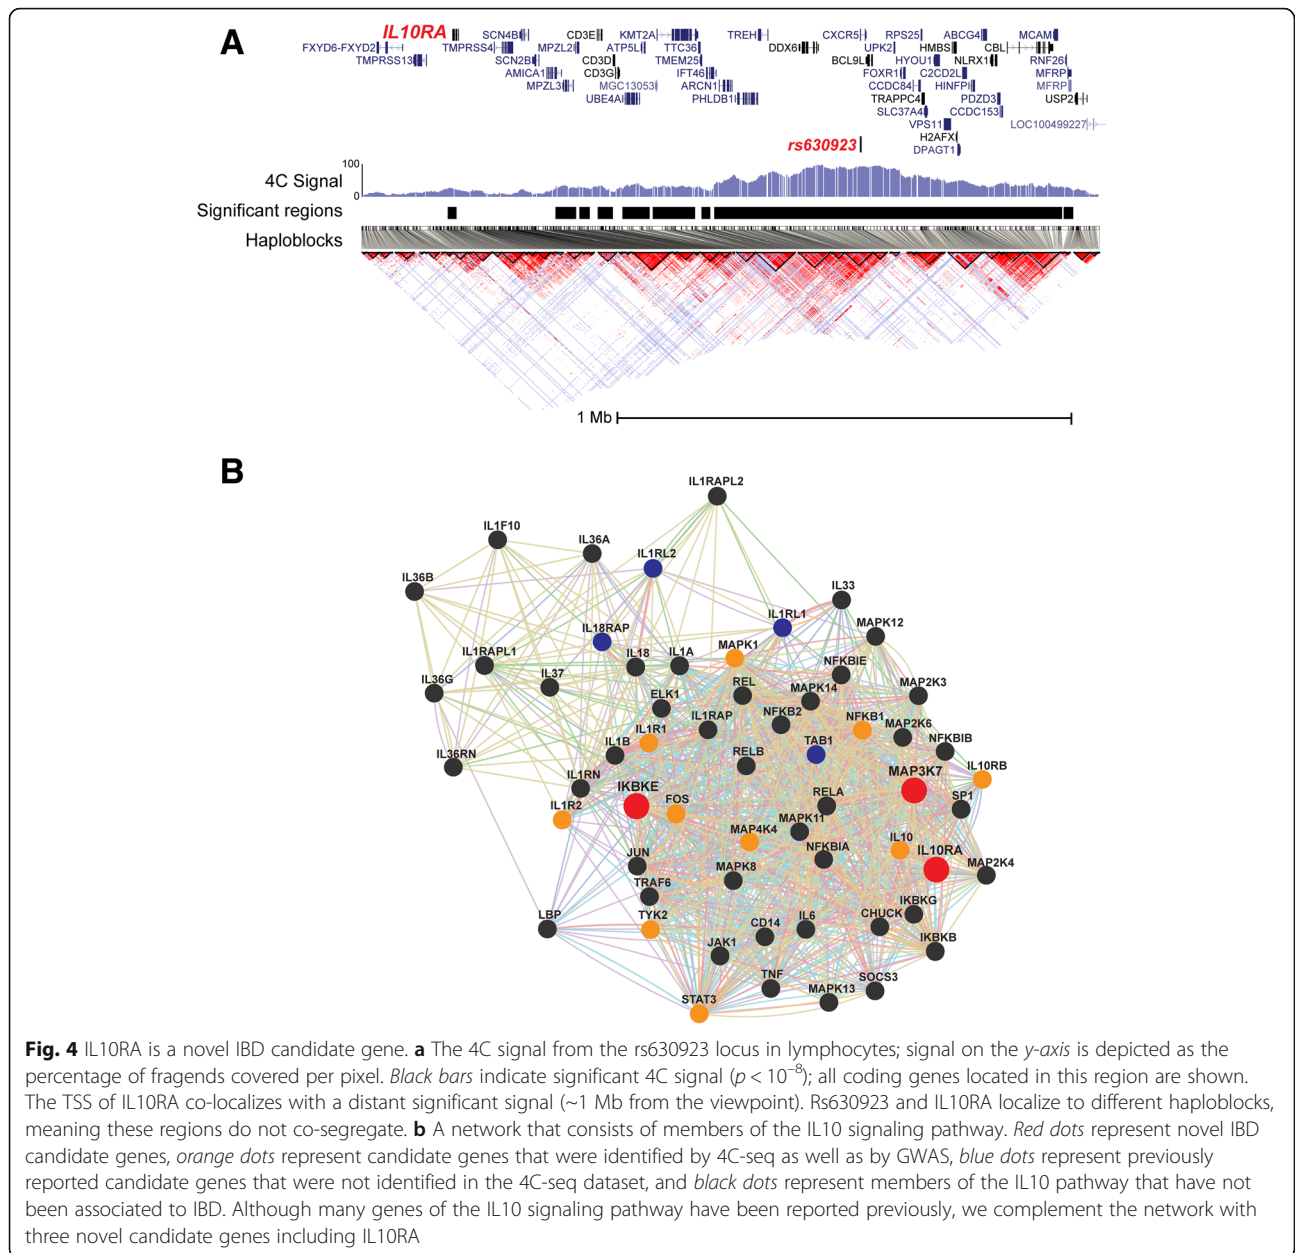 A
IL10RA SCN4B CD3E KMT2A TREH CXCR5 RPS25 ABCG4 MCAM
FXYD6-FXYD2 TMPRSS4 MPZL2 ATP5L TTC36 DDX6 UPK2 HMBS CBL
TMPRSS13 SCN2B CD3D TMEM25 BCL9L HYOU1 NLRX1 RNF26
AMICA1 CD3G IFT46 FOXR1 C2CD2L MFRP
MPZL3 MGC13053 ARCN1 CCDC84 HINFP MFRP
UBE4A PHLDB1 TRAPPC4 PDZD3 USP2
SLC37A4 CCDC153
VPS11 LOC100499227
H2AFX
rs630923 DPAGT1
100
4C Signal
0
Significant regions
Haploblocks
1 Mb
B
IL1RAPL2
IL1F10
IL36A
IL1RL2
IL36B
IL33
IL1RL1
IL18RAP
MAPK12
MAPK1
IL1RAPL1 IL18 IL1A
NFKBIE
IL36G IL37 MAPK14 MAP2K3
REL
ELK1
IL1RAP NFKB2 NFKB1 MAP2K6
IL1R1
IL1B RELB TAB1 NFKBIB
IL36RN
IL10RB
IL1RN IKBKE MAP3K7
IL1R2 FOS RELA SP1
MAPK11
MAP4K4 IL10
JUN NFKBIA IL10RA MAP2K4
MAPK8
TRAF6
LBP TYK2 CD14 IL6 CHUCK IKBKG
JAK1 IKBKB
TNF MAPK13 SOCS3
STAT3
Fig. 4 IL10RA is a novel IBD candidate gene. a The 4C signal from the rs630923 locus in lymphocytes; signal on the y-axis is depicted as the
percentage of fragends covered per pixel. Black bars indicate significant 4C signal (p < 10⁻⁸); all coding genes located in this region are shown.
The TSS of IL10RA co-localizes with a distant significant signal (~1 Mb from the viewpoint). Rs630923 and IL10RA localize to different haploblocks,
meaning these regions do not co-segregate. b A network that consists of members of the IL10 signaling pathway. Red dots represent novel IBD
candidate genes, orange dots represent candidate genes that were identified by 4C-seq as well as by GWAS, blue dots represent previously
reported candidate genes that were not identified in the 4C-seq dataset, and black dots represent members of the IL10 pathway that have not
been associated to IBD. Although many genes of the IL10 signaling pathway have been reported previously, we complement the network with
three novel candidate genes including IL10RA